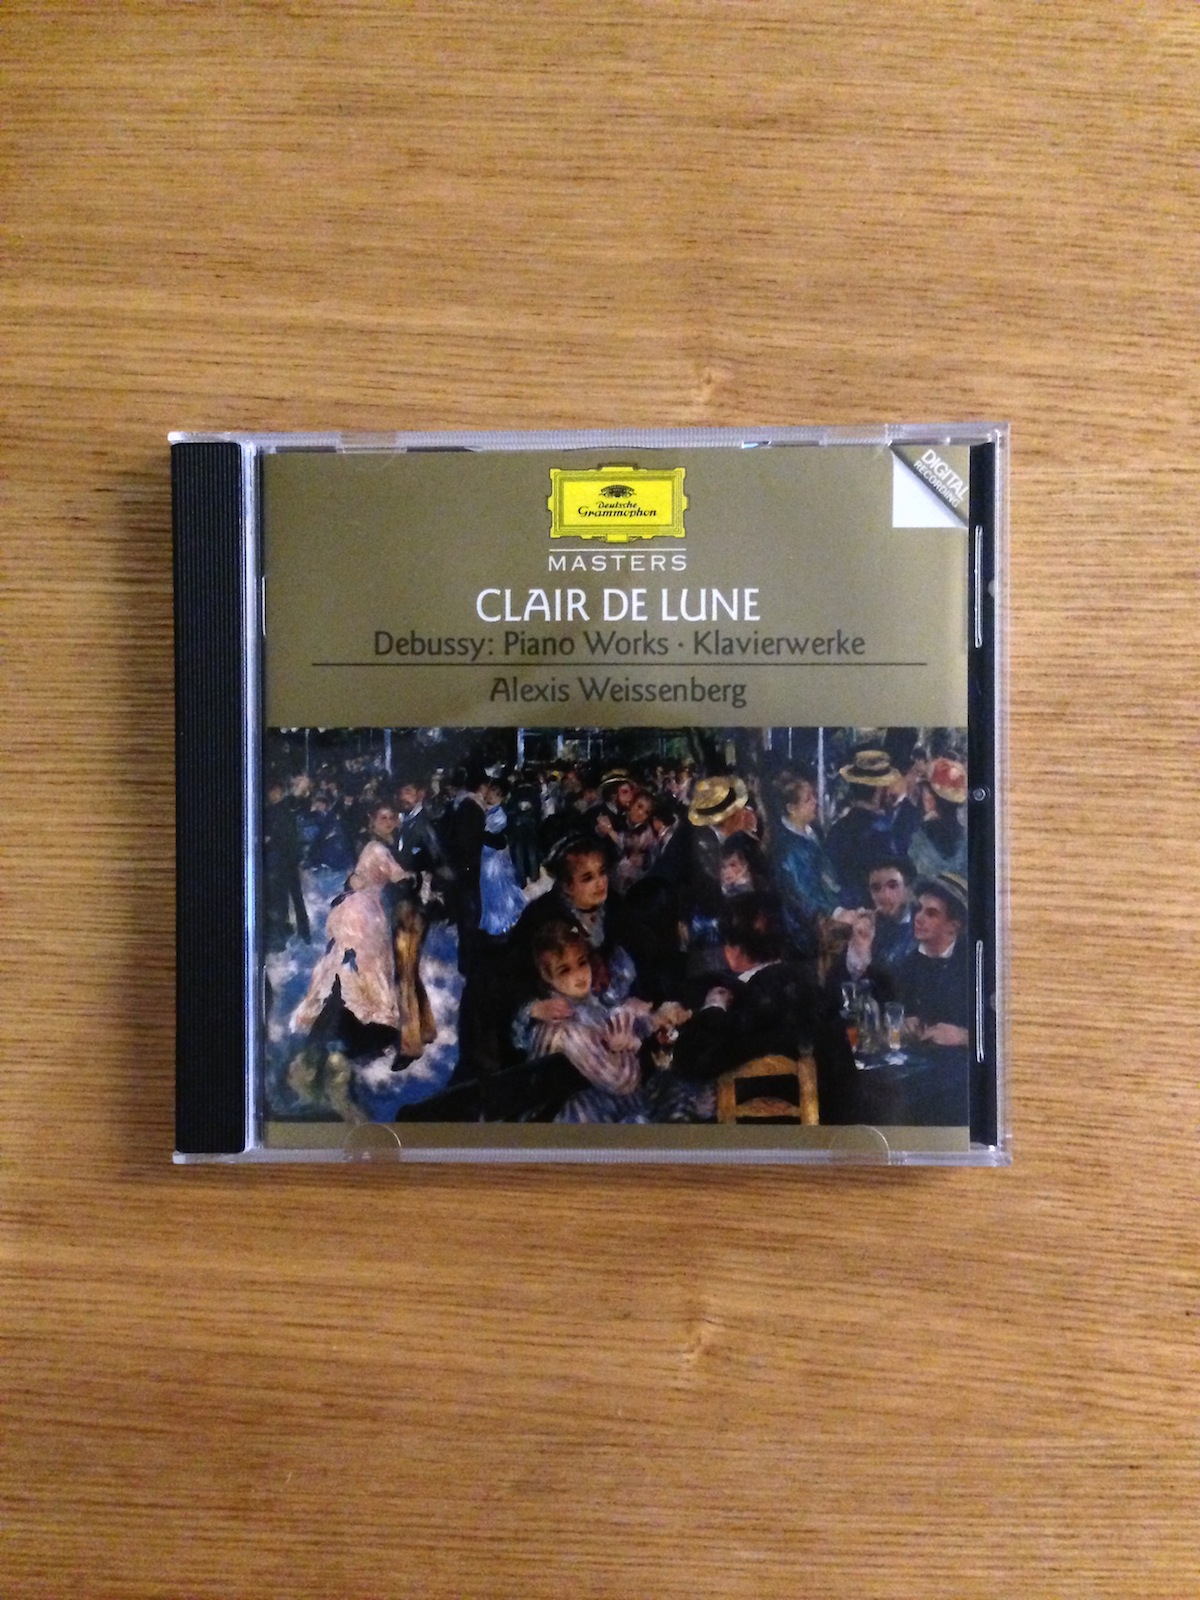 DIGITAL
RECORDING
Deutsche
Grammophon
MASTERS
CLAIR DE LUNE
Debussy: Piano Works · Klavierwerke
Alexis Weissenberg